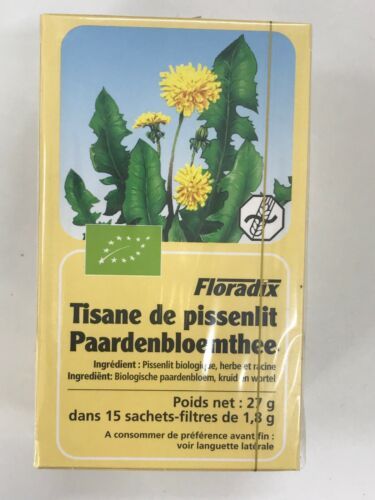 Floradix
Tisane de pissenlit
Paardenbloemthee
Ingrédient : Pissenlit biologique, herbe et racine
Ingrediënt: Biologische paardenbloem, kruid en wortel
Poids net : 27 g
dans 15 sachets-filtres de 1,8 g
A consommer de préférence avant fin :
voir languette latérale